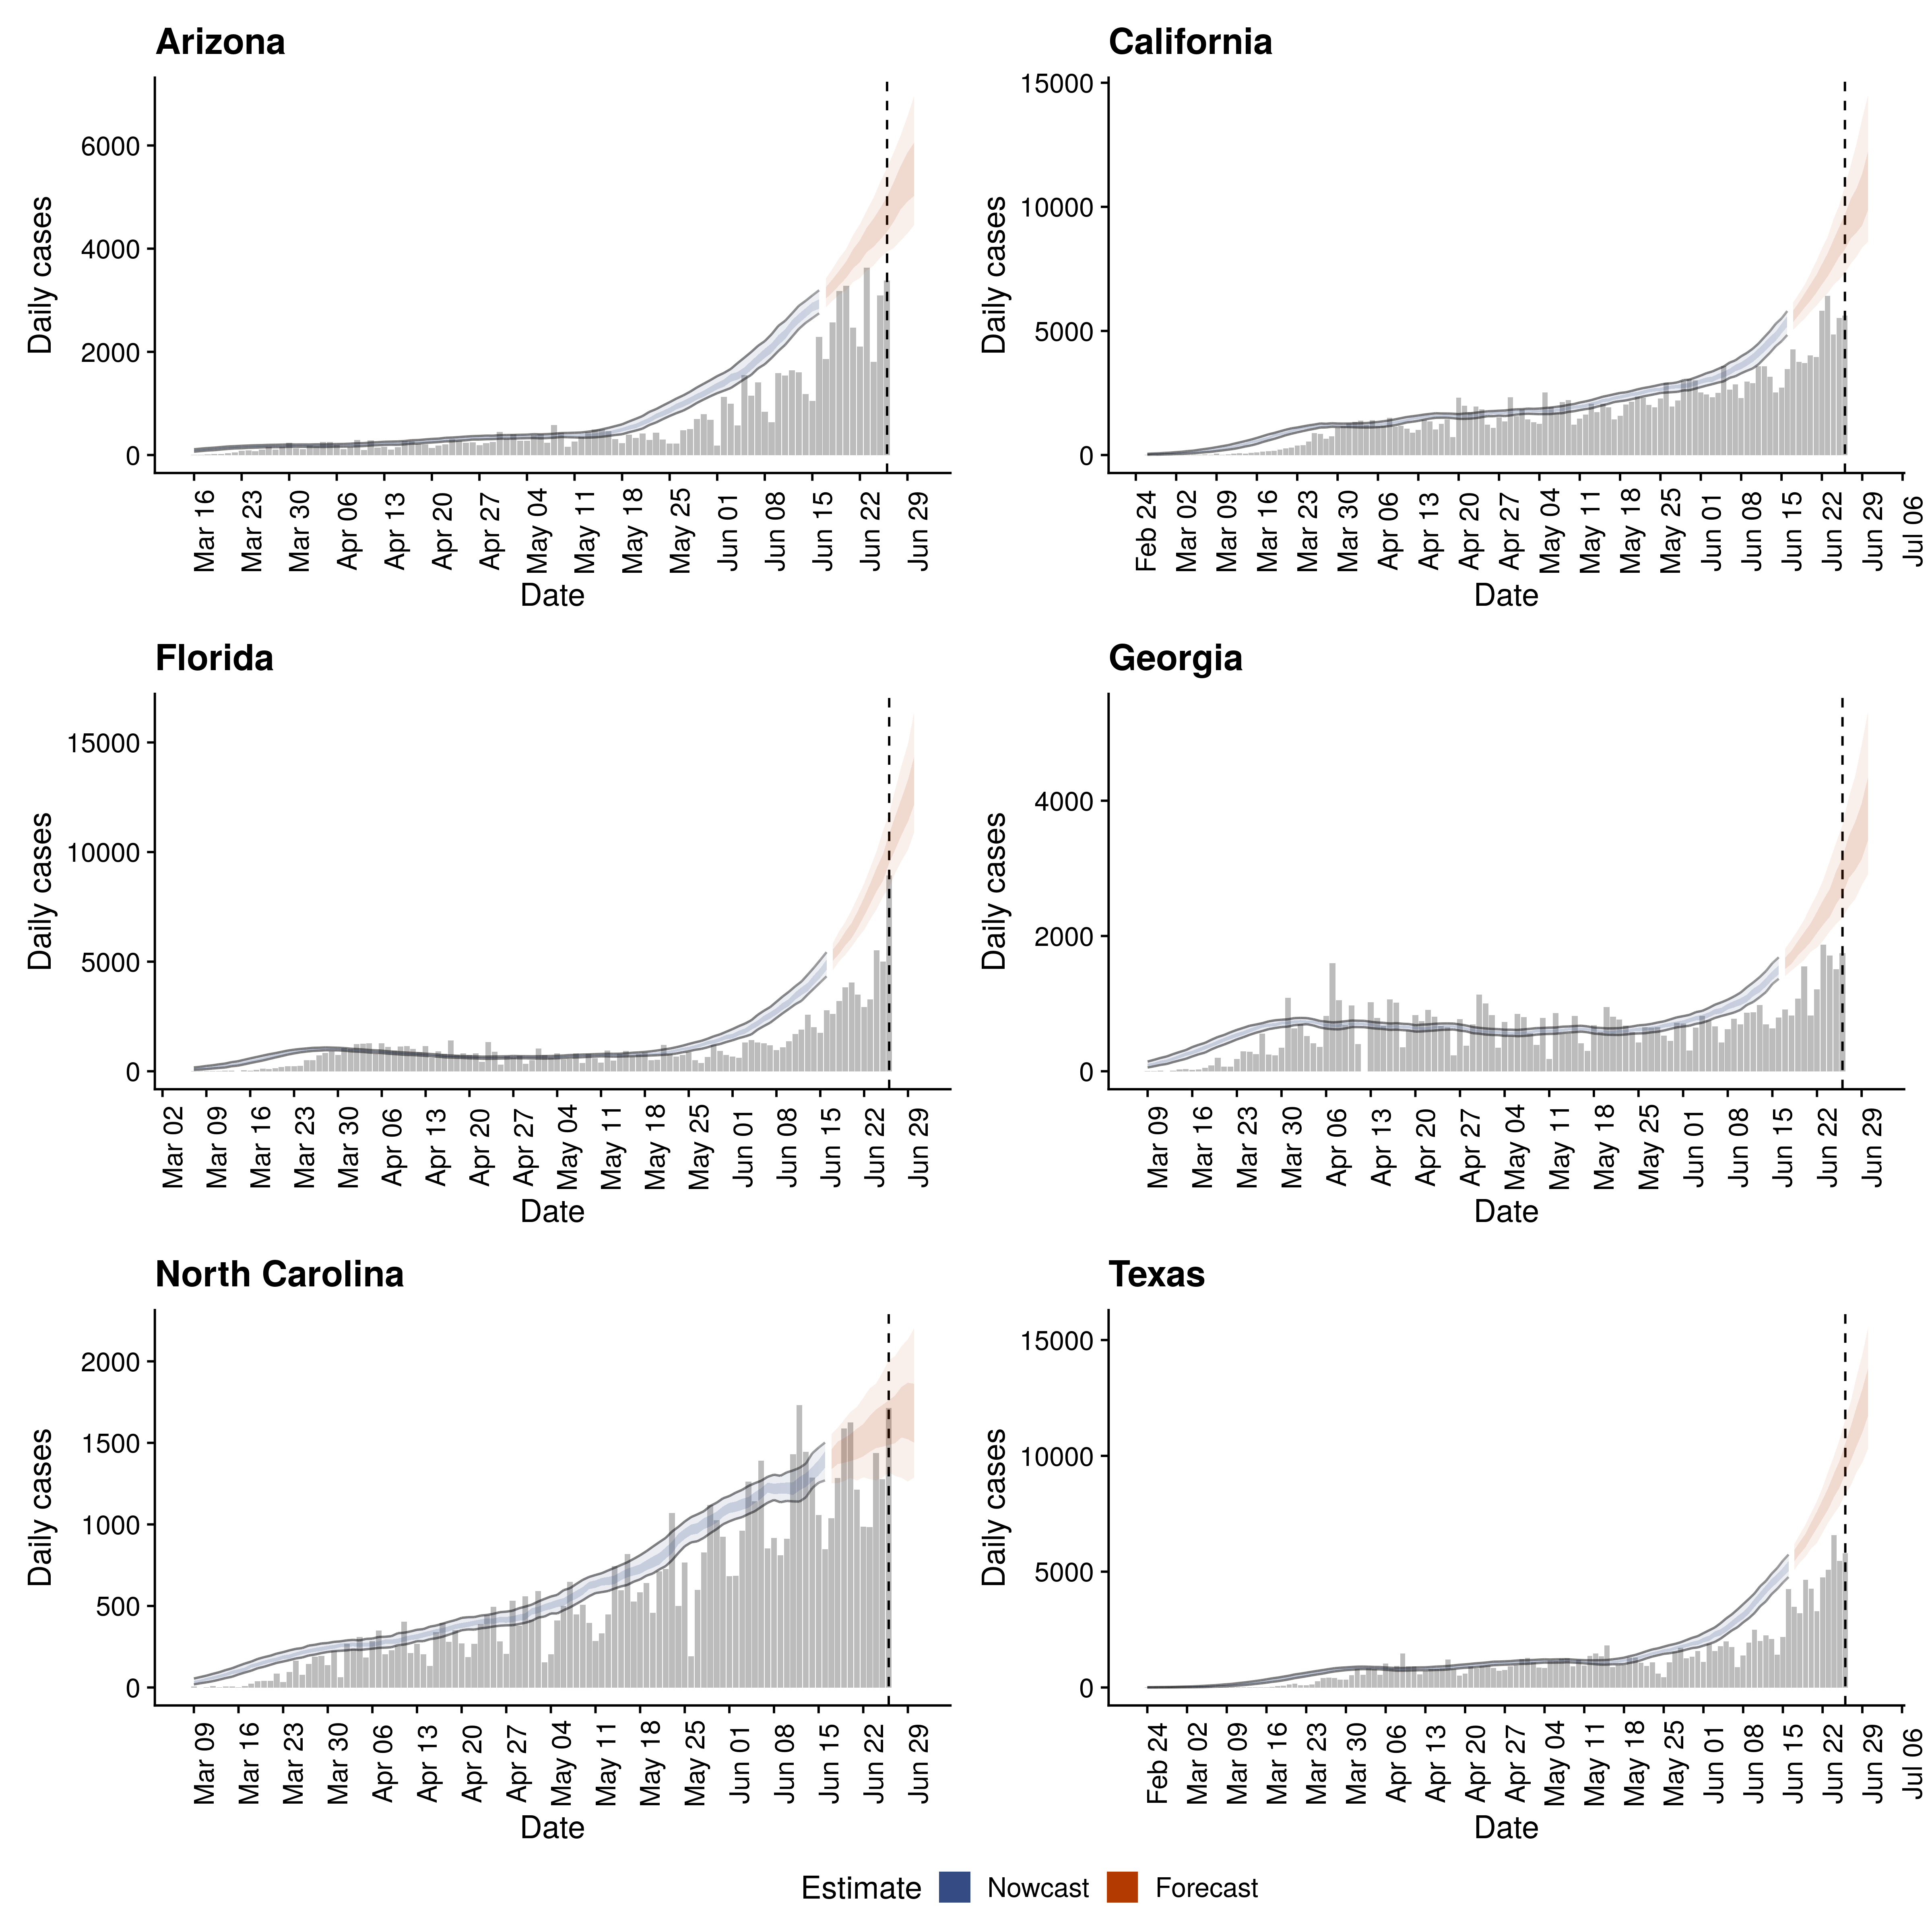 Arizona
Daily cases
6000
4000
2000
0
Mar 16
Mar 23
Mar 30
Apr 06
Apr 13
Apr 20
Apr 27
May 04
May 11
May 18
May 25
Jun 01
Jun 08
Jun 15
Jun 22
Jun 29
Date
California
Daily cases
15000
10000
5000
0
Feb 24
Mar 02
Mar 09
Mar 16
Mar 23
Mar 30
Apr 06
Apr 13
Apr 20
Apr 27
May 04
May 11
May 18
May 25
Jun 01
Jun 08
Jun 15
Jun 22
Jun 29
Jul 06
Date
Florida
Daily cases
15000
10000
5000
0
Mar 02
Mar 09
Mar 16
Mar 23
Mar 30
Apr 06
Apr 13
Apr 20
Apr 27
May 04
May 11
May 18
May 25
Jun 01
Jun 08
Jun 15
Jun 22
Jun 29
Date
Georgia
Daily cases
4000
2000
0
Mar 09
Mar 16
Mar 23
Mar 30
Apr 06
Apr 13
Apr 20
Apr 27
May 04
May 11
May 18
May 25
Jun 01
Jun 08
Jun 15
Jun 22
Jun 29
Date
North Carolina
Daily cases
2000
1500
1000
500
0
Mar 09
Mar 16
Mar 23
Mar 30
Apr 06
Apr 13
Apr 20
Apr 27
May 04
May 11
May 18
May 25
Jun 01
Jun 08
Jun 15
Jun 22
Jun 29
Date
Texas
Daily cases
15000
10000
5000
0
Feb 24
Mar 02
Mar 09
Mar 16
Mar 23
Mar 30
Apr 06
Apr 13
Apr 20
Apr 27
May 04
May 11
May 18
May 25
Jun 01
Jun 08
Jun 15
Jun 22
Jun 29
Jul 06
Date
Estimate Nowcast Forecast